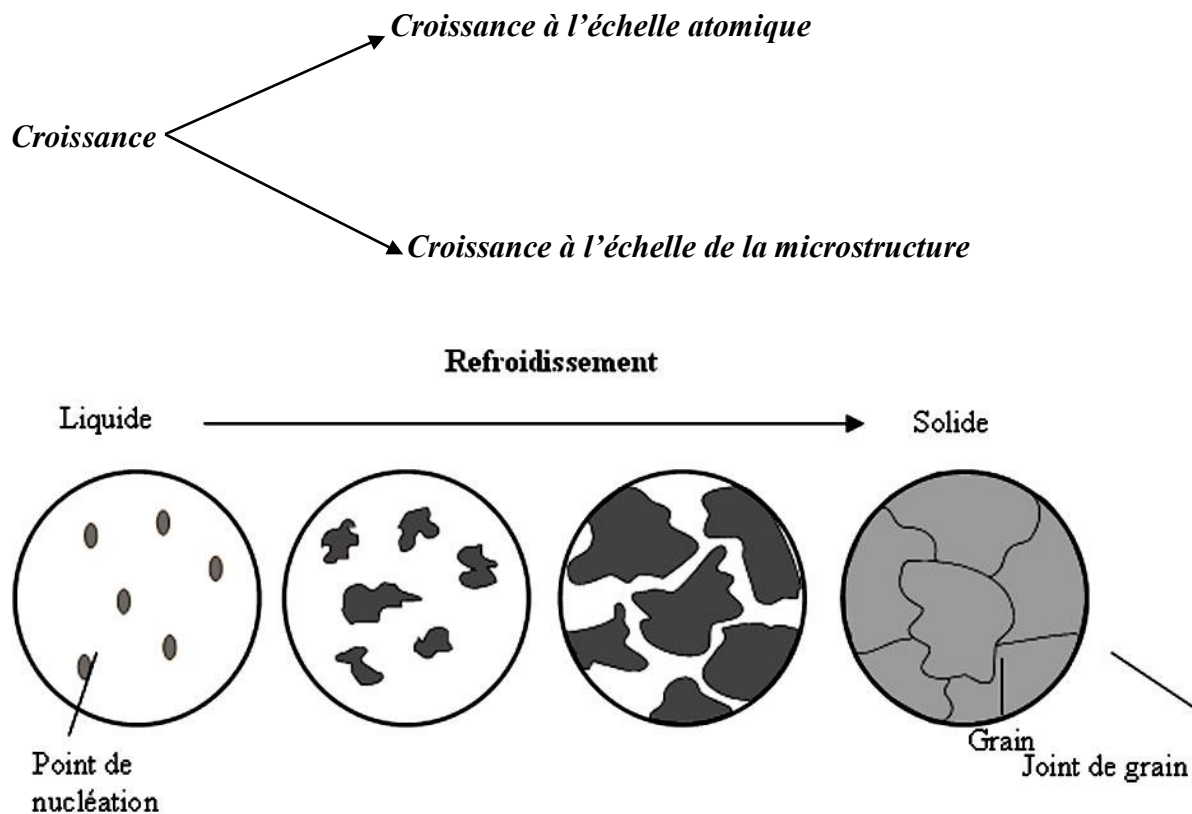 Croissance à l’échelle atomique
Croissance
Croissance à l’échelle de la microstructure
Refroidissement
Liquide
Solide
Point de
nucléation
Grain
Joint de grain